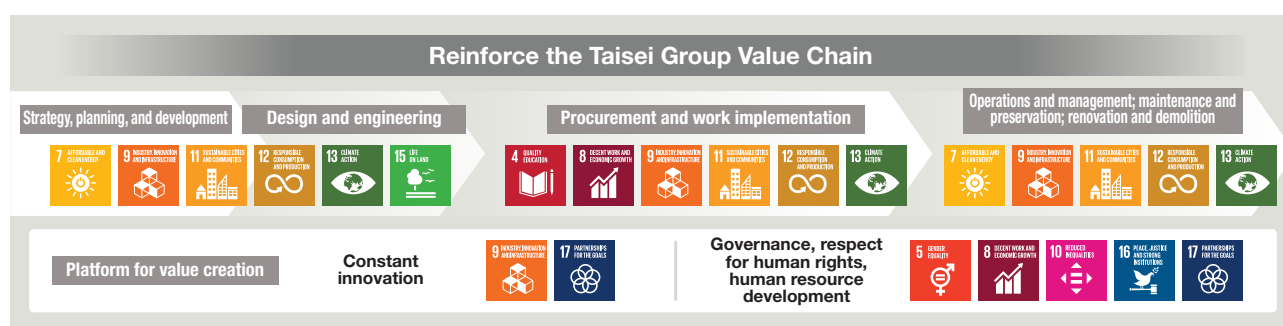 Reinforce the Taisei Group Value Chain
Strategy, planning, and development
Design and engineering
Procurement and work implementation
Operations and management; maintenance and
preservation; renovation and demolition
7 AFFORDABLE AND
CLEAN ENERGY
9 INDUSTRY, INNOVATION
AND INFRASTRUCTURE
11 SUSTAINABLE CITIES
AND COMMUNITIES
12 RESPONSIBLE
CONSUMPTION
AND PRODUCTION
13 CLIMATE
ACTION
15 LIFE
ON LAND
4 QUALITY
EDUCATION
8 DECENT WORK AND
ECONOMIC GROWTH
9 INDUSTRY, INNOVATION
AND INFRASTRUCTURE
11 SUSTAINABLE CITIES
AND COMMUNITIES
12 RESPONSIBLE
CONSUMPTION
AND PRODUCTION
13 CLIMATE
ACTION
7 AFFORDABLE AND
CLEAN ENERGY
9 INDUSTRY, INNOVATION
AND INFRASTRUCTURE
11 SUSTAINABLE CITIES
AND COMMUNITIES
12 RESPONSIBLE
CONSUMPTION
AND PRODUCTION
13 CLIMATE
ACTION
Platform for value creation
Constant
innovation
9 INDUSTRY, INNOVATION
AND INFRASTRUCTURE
17 PARTNERSHIPS
FOR THE GOALS
Governance, respect
for human rights,
human resource
development
5 GENDER
EQUALITY
8 DECENT WORK AND
ECONOMIC GROWTH
10 REDUCED
INEQUALITIES
16 PEACE, JUSTICE
AND STRONG
INSTITUTIONS
17 PARTNERSHIPS
FOR THE GOALS